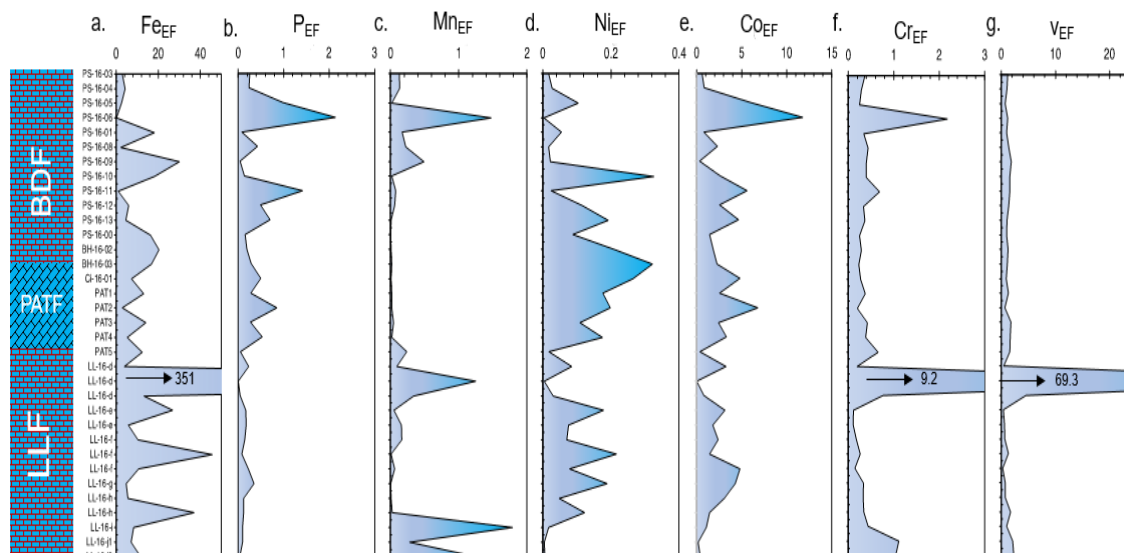 a. FeEF b. PEF c. MnEF d. NiEF e. CoEF f. CrEF g. VEF
0 20 40 0 1 2 3 0 1 2 0 0.2 0.4 0 5 10 15 0 1 2 3 0 10 20
PS-16-03
PS-16-04
PS-16-05
PS-16-06
PS-16-01
PS-16-08
PS-16-09
PS-16-10
PS-16-11
PS-16-12
PS-16-13
PS-16-00
BH-16-02
BH-16-03
CI-16-01
PAT1
PAT2
PAT3
PAT4
PAT5
LL-16-d
LL-16-d
LL-16-d
LL-16-e
LL-16-e
LL-16-f
LL-16-f
LL-16-f
LL-16-g
LL-16-h
LL-16-h
LL-16-i
LL-16-j1
BDF
PATF
LLF
351 9.2 69.3